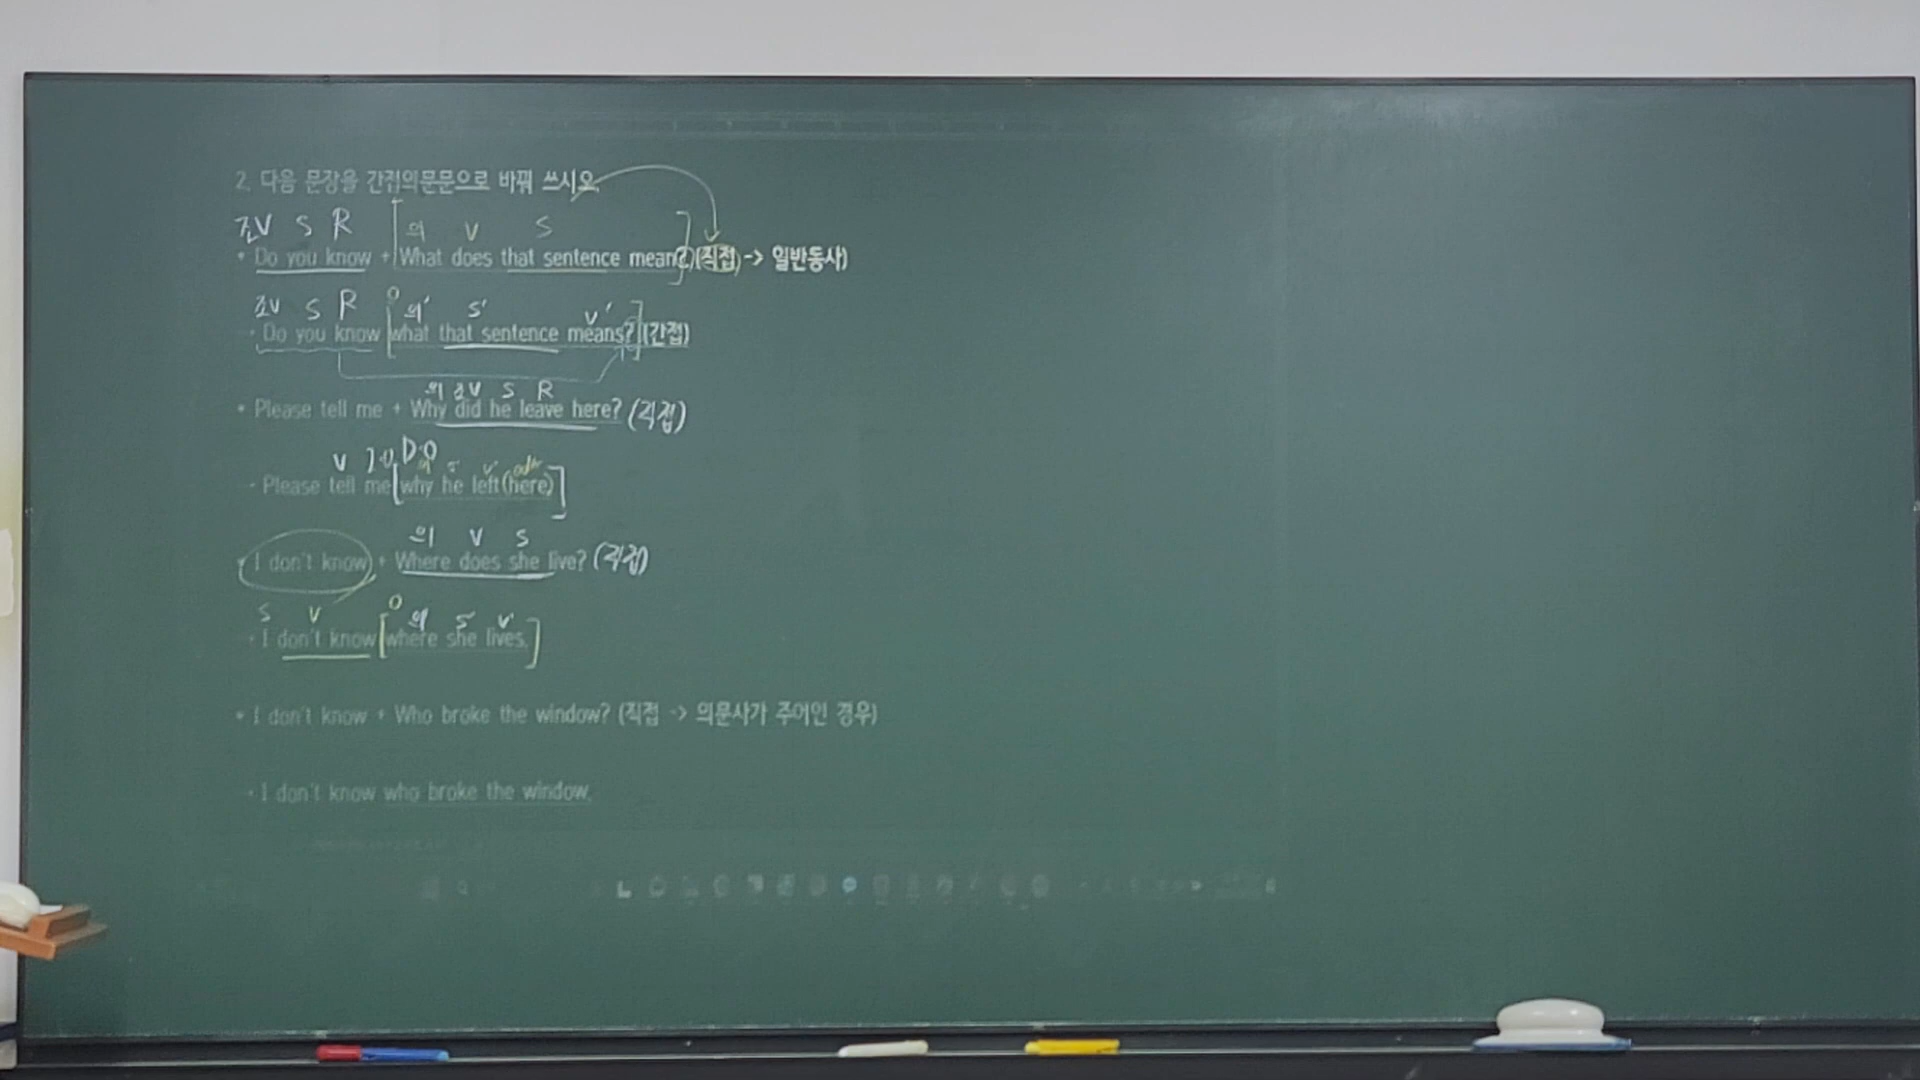 2. 다음 문장을 간접의문문으로 바꿔 쓰시오.
조V S R [의 V S ]
• Do you know + What does that sentence mean? (직접 -> 일반동사)
조V S R O 의' S' V'
· Do you know [what that sentence means?] (간접)
의 조V S R
• Please tell me + Why did he leave here? (직접)
V I·O D·O 의 S' V'
· Please tell me [why he left (here)]
의 V S
• I don't know + Where does she live? (직접)
S V O 의 S' V'
· I don't know [where she lives.]
• I don't know + Who broke the window? (직접 -> 의문사가 주어인 경우)
· I don't know who broke the window.